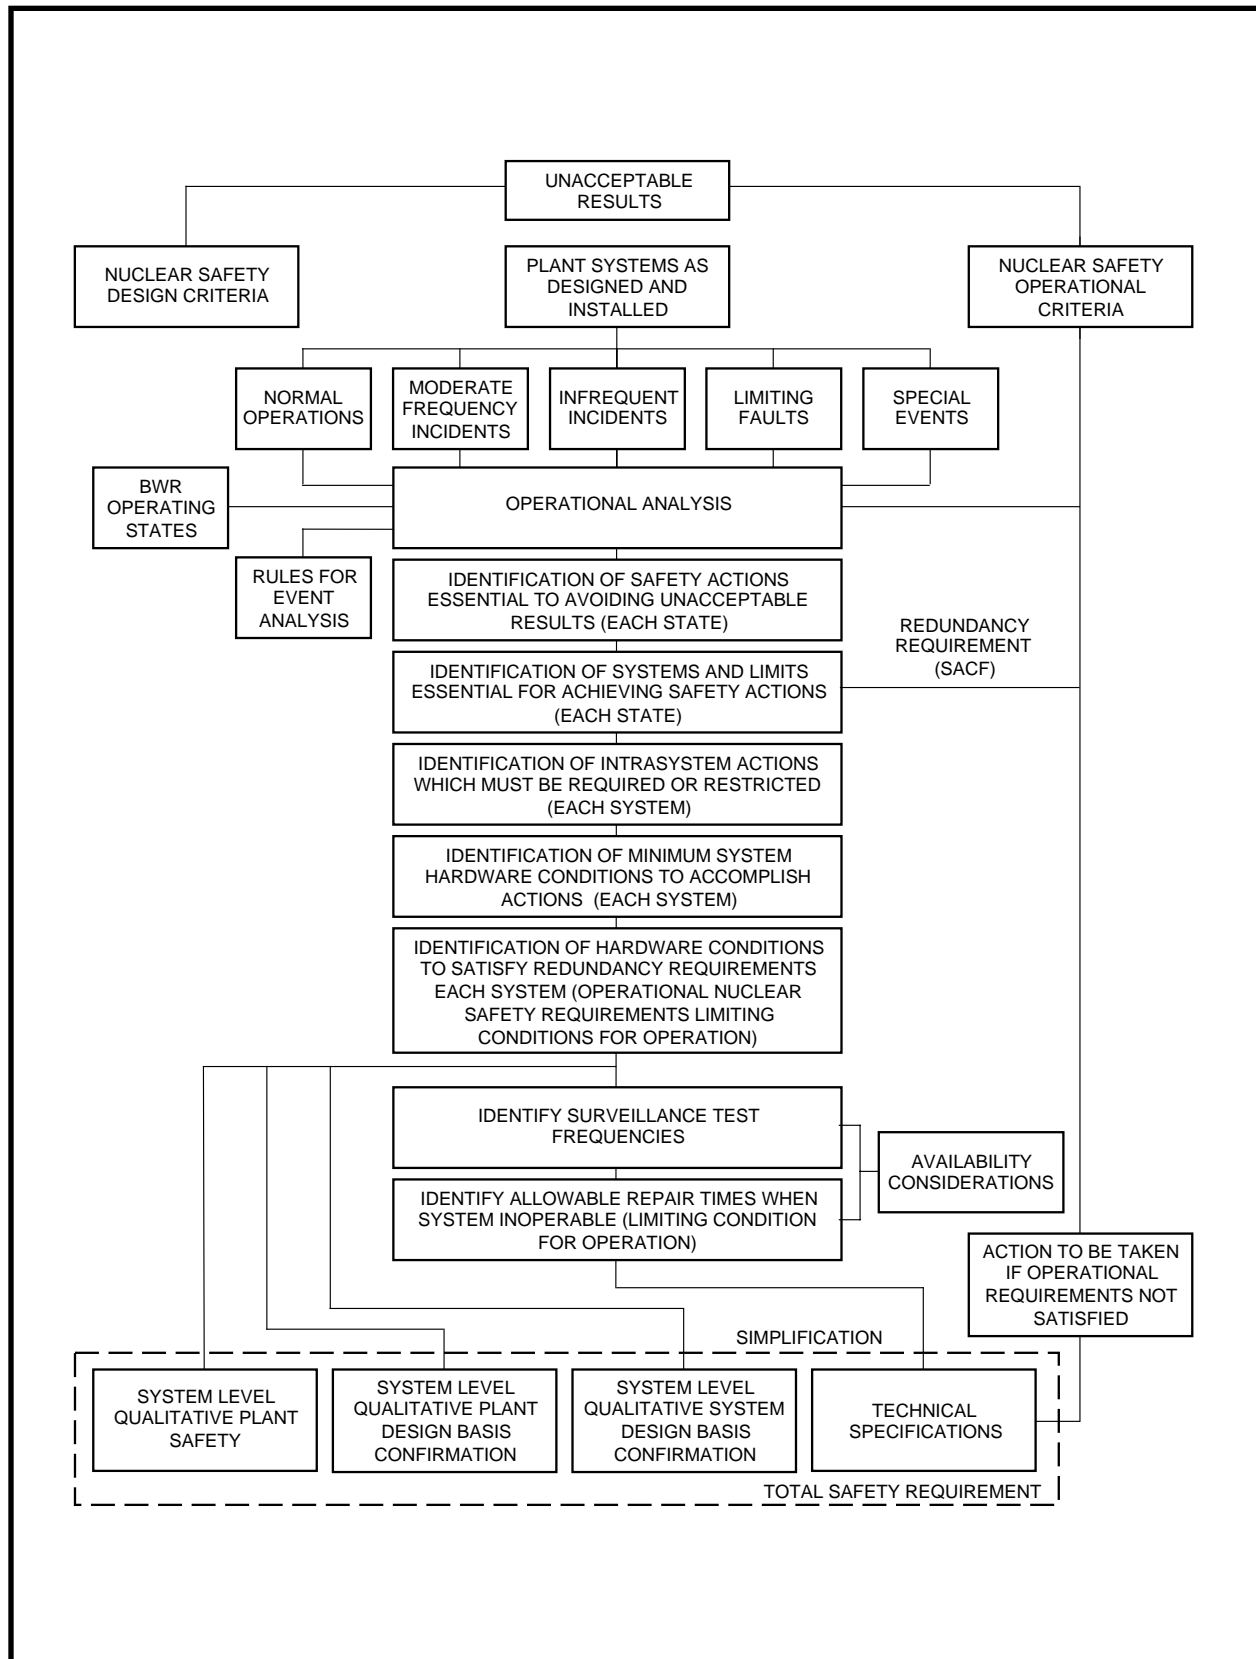 UNACCEPTABLE
RESULTS
NUCLEAR SAFETY
DESIGN CRITERIA
PLANT SYSTEMS AS
DESIGNED AND
INSTALLED
NUCLEAR SAFETY
OPERATIONAL
CRITERIA
NORMAL
OPERATIONS
MODERATE
FREQUENCY
INCIDENTS
INFREQUENT
INCIDENTS
LIMITING
FAULTS
SPECIAL
EVENTS
BWR
OPERATING
STATES
OPERATIONAL ANALYSIS
RULES FOR
EVENT
ANALYSIS
IDENTIFICATION OF SAFETY ACTIONS
ESSENTIAL TO AVOIDING UNACCEPTABLE
RESULTS (EACH STATE)
REDUNDANCY
REQUIREMENT
(SACF)
IDENTIFICATION OF SYSTEMS AND LIMITS
ESSENTIAL FOR ACHIEVING SAFETY ACTIONS
(EACH STATE)
IDENTIFICATION OF INTRASYSTEM ACTIONS
WHICH MUST BE REQUIRED OR RESTRICTED
(EACH SYSTEM)
IDENTIFICATION OF MINIMUM SYSTEM
HARDWARE CONDITIONS TO ACCOMPLISH
ACTIONS (EACH SYSTEM)
IDENTIFICATION OF HARDWARE CONDITIONS
TO SATISFY REDUNDANCY REQUIREMENTS
EACH SYSTEM (OPERATIONAL NUCLEAR
SAFETY REQUIREMENTS LIMITING
CONDITIONS FOR OPERATION)
IDENTIFY SURVEILLANCE TEST
FREQUENCIES
AVAILABILITY
CONSIDERATIONS
IDENTIFY ALLOWABLE REPAIR TIMES WHEN
SYSTEM INOPERABLE (LIMITING CONDITION
FOR OPERATION)
ACTION TO BE TAKEN
IF OPERATIONAL
REQUIREMENTS NOT
SATISFIED
SIMPLIFICATION
SYSTEM LEVEL
QUALITATIVE PLANT
SAFETY
SYSTEM LEVEL
QUALITATIVE PLANT
DESIGN BASIS
CONFIRMATION
SYSTEM LEVEL
QUALITATIVE SYSTEM
DESIGN BASIS
CONFIRMATION
TECHNICAL
SPECIFICATIONS
TOTAL SAFETY REQUIREMENT